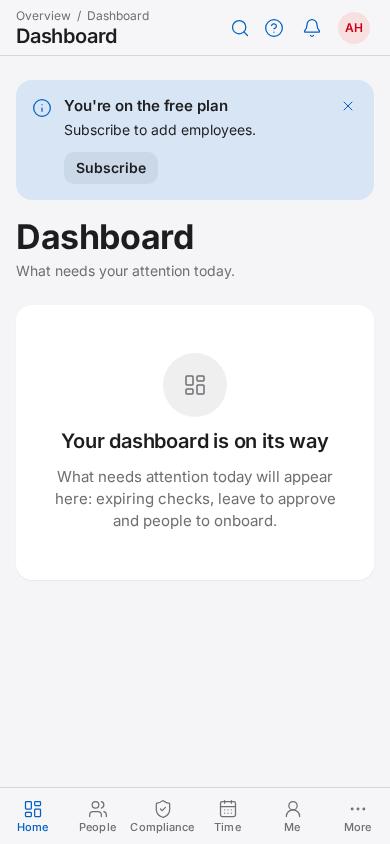 Overview / Dashboard
Dashboard
AH
You're on the free plan
Subscribe to add employees.
Subscribe
Dashboard
What needs your attention today.
Your dashboard is on its way
What needs attention today will appear
here: expiring checks, leave to approve
and people to onboard.
Home People Compliance Time Me More